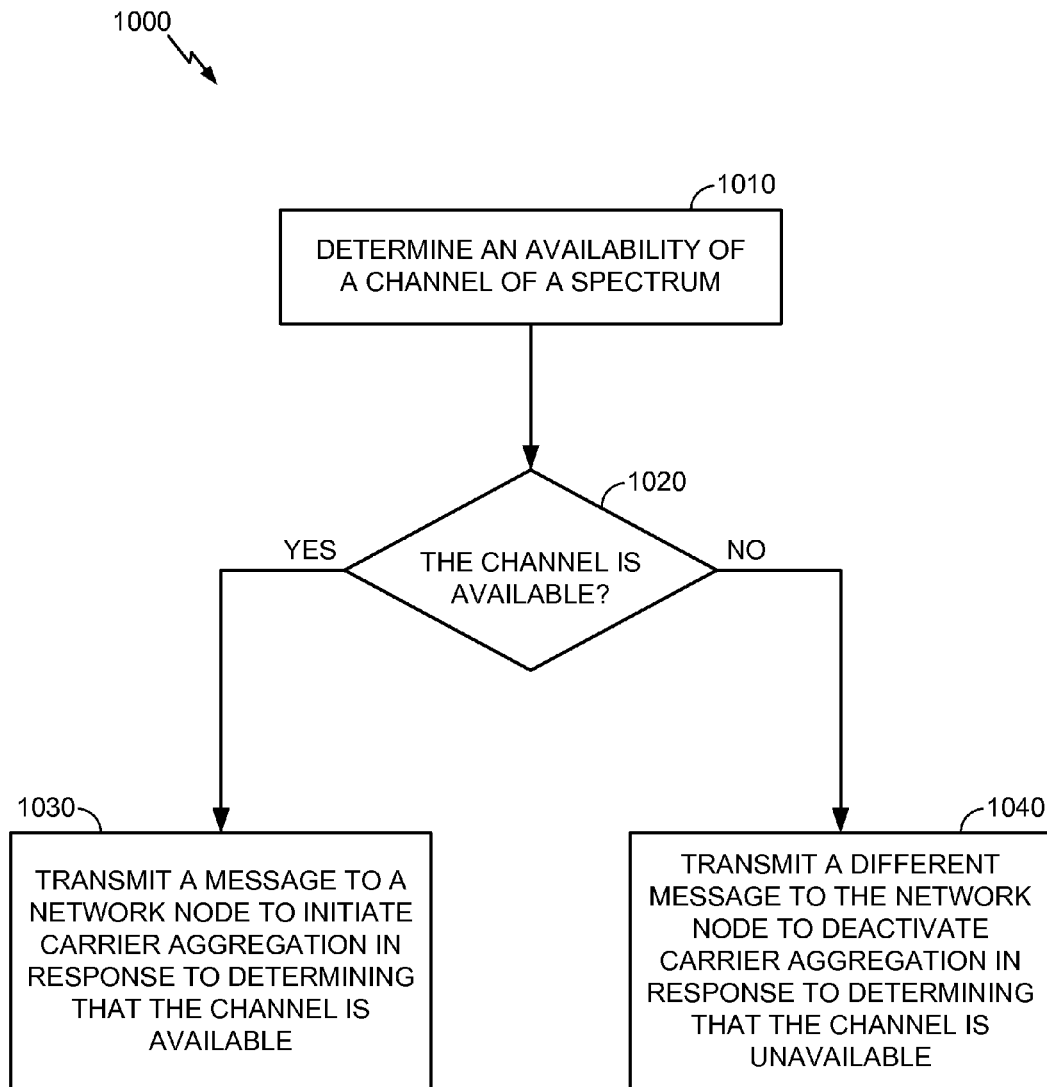 1000
1010
DETERMINE AN AVAILABILITY OF
A CHANNEL OF A SPECTRUM
1020
YES
THE CHANNEL IS
AVAILABLE?
NO
1030
TRANSMIT A MESSAGE TO A
NETWORK NODE TO INITIATE
CARRIER AGGREGATION IN
RESPONSE TO DETERMINING
THAT THE CHANNEL IS
AVAILABLE
1040
TRANSMIT A DIFFERENT
MESSAGE TO THE NETWORK
NODE TO DEACTIVATE
CARRIER AGGREGATION IN
RESPONSE TO DETERMINING
THAT THE CHANNEL IS
UNAVAILABLE